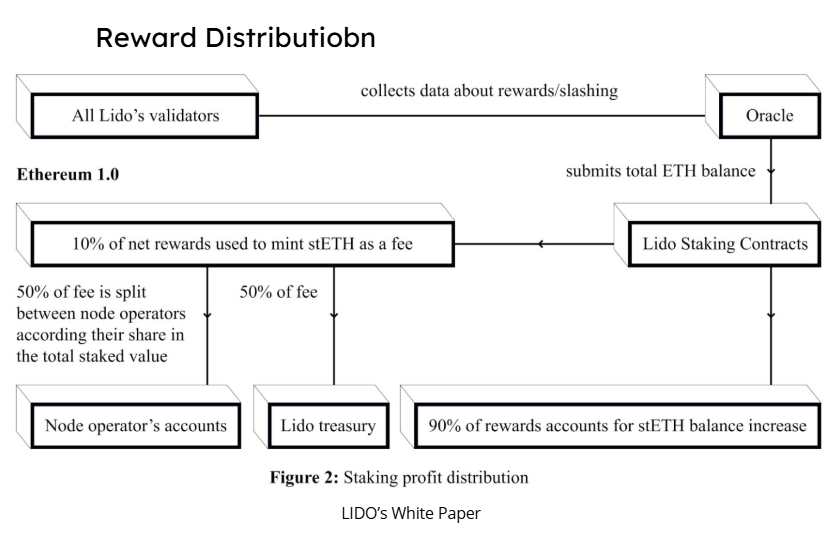 Reward Distributiobn
collects data about rewards/slashing
All Lido's validators
Oracle
Ethereum 1.0
submits total ETH balance
10% of net rewards used to mint stETH as a fee
Lido Staking Contracts
50% of fee is split
between node operators
according their share in
the total staked value
50% of fee
Node operator's accounts
Lido treasury
90% of rewards accounts for stETH balance increase
Figure 2: Staking profit distribution
LIDO's White Paper